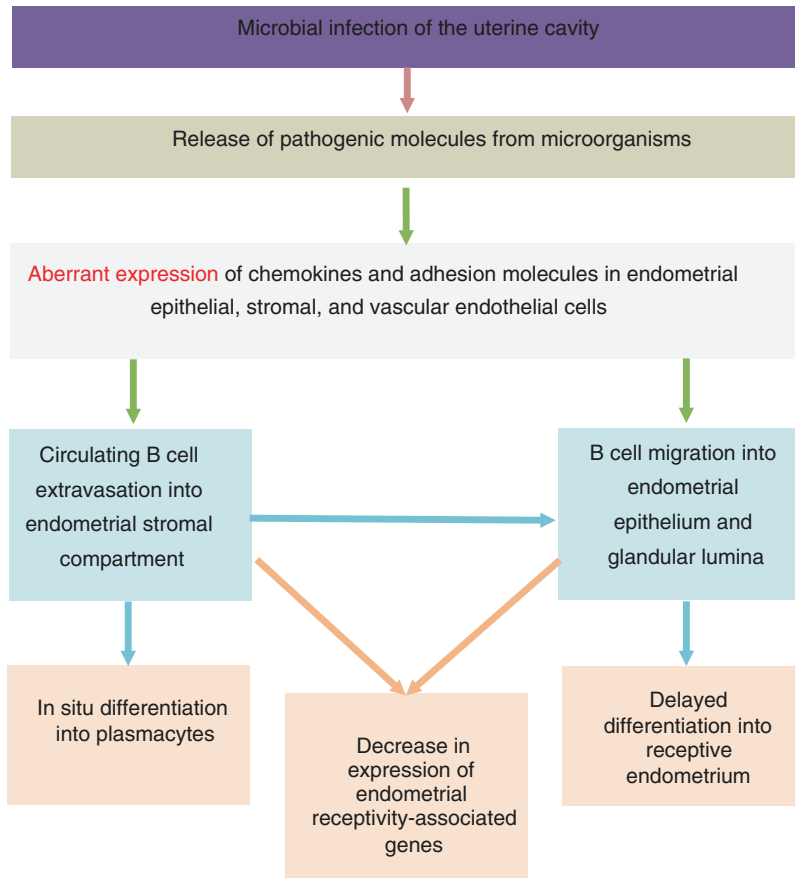 Microbial infection of the uterine cavity
Release of pathogenic molecules from microorganisms
Aberrant expression of chemokines and adhesion molecules in endometrial
epithelial, stromal, and vascular endothelial cells
Circulating B cell
extravasation into
endometrial stromal
compartment
B cell migration into
endometrial
epithelium and
glandular lumina
In situ differentiation
into plasmacytes
Decrease in
expression of
endometrial
receptivity-associated
genes
Delayed
differentiation into
receptive
endometrium